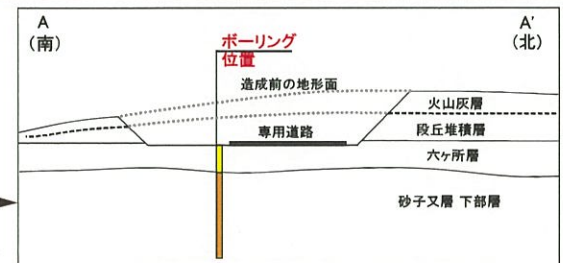 A
(南)
A'
(北)
ボーリング
位置
造成前の地形面
火山灰層
段丘堆積層
専用道路
六ヶ所層
砂子又層 下部層